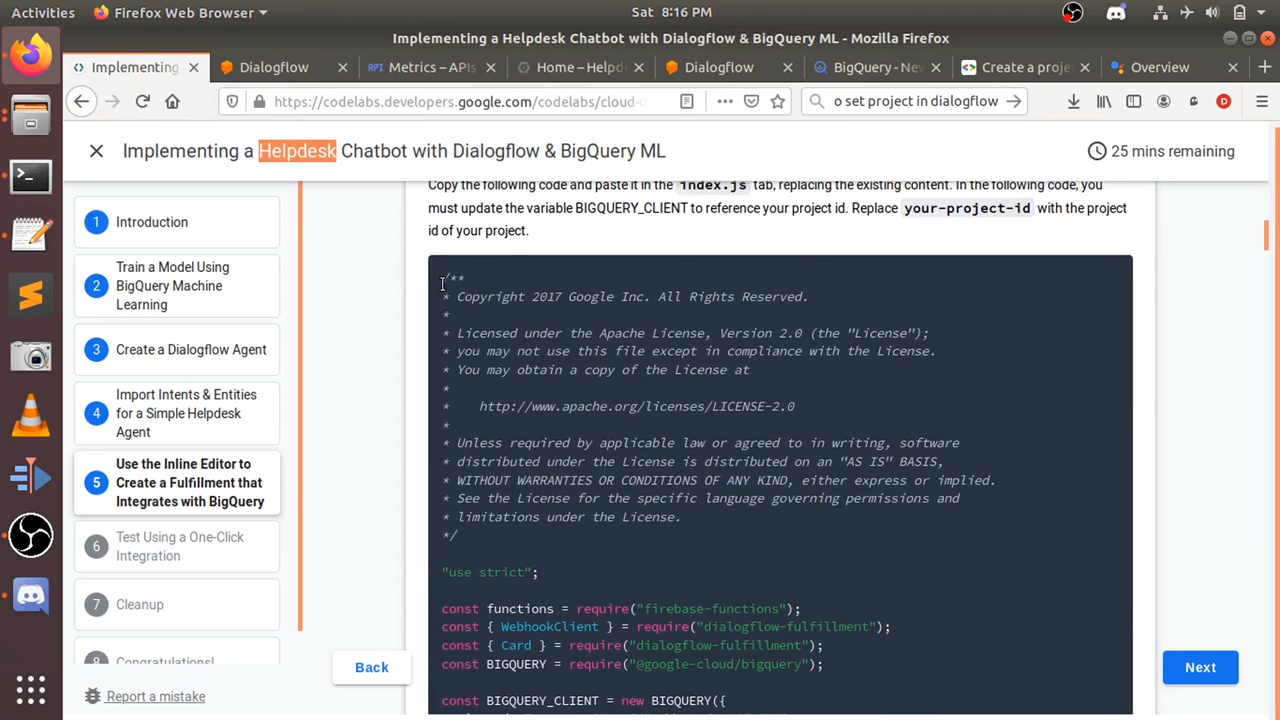 Activities
Firefox Web Browser
Sat 8:16 PM
Implementing a Helpdesk Chatbot with Dialogflow & BigQuery ML - Mozilla Firefox
Implementing
Dialogflow
API Metrics – APIs
Home – Helpd
Dialogflow
BigQuery - Nev
Create a proje
Overview
https://codelabs.developers.google.com/codelabs/cloud-d
o set project in dialogflow
Implementing a Helpdesk Chatbot with Dialogflow & BigQuery ML
25 mins remaining
1 Introduction
2 Train a Model Using
BigQuery Machine
Learning
3 Create a Dialogflow Agent
4 Import Intents & Entities
for a Simple Helpdesk
Agent
5 Use the Inline Editor to
Create a Fulfillment that
Integrates with BigQuery
6 Test Using a One-Click
Integration
7 Cleanup
8 Congratulations!
Report a mistake
Copy the following code and paste it in the index.js tab, replacing the existing content. In the following code, you
must update the variable BIGQUERY_CLIENT to reference your project id. Replace your-project-id with the project
id of your project.
/**
* Copyright 2017 Google Inc. All Rights Reserved.
*
* Licensed under the Apache License, Version 2.0 (the "License");
* you may not use this file except in compliance with the License.
* You may obtain a copy of the License at
*
* http://www.apache.org/licenses/LICENSE-2.0
*
* Unless required by applicable law or agreed to in writing, software
* distributed under the License is distributed on an "AS IS" BASIS,
* WITHOUT WARRANTIES OR CONDITIONS OF ANY KIND, either express or implied.
* See the License for the specific language governing permissions and
* limitations under the License.
*/
"use strict";
const functions = require("firebase-functions");
const { WebhookClient } = require("dialogflow-fulfillment");
const { Card } = require("dialogflow-fulfillment");
const BIGQUERY = require("@google-cloud/bigquery");
const BIGQUERY_CLIENT = new BIGQUERY({
Back
Next